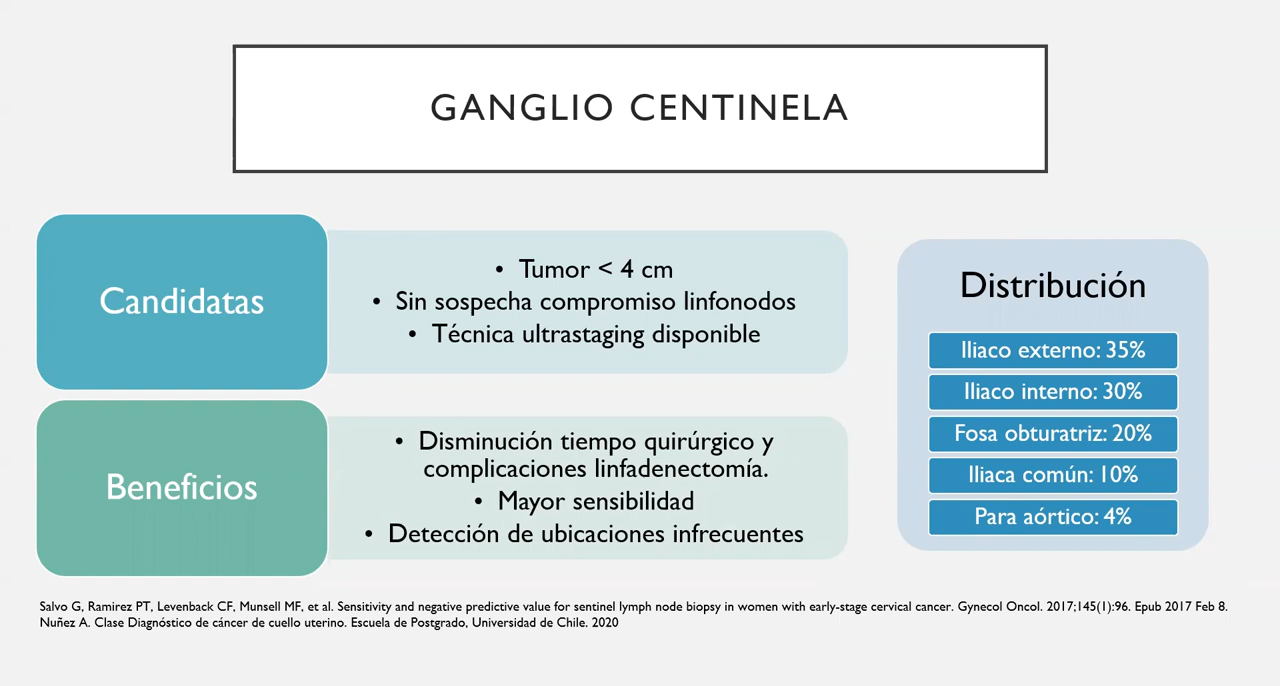 GANGLIO CENTINELA
Candidatas
• Tumor < 4 cm
• Sin sospecha compromiso linfonodos
• Técnica ultrastaging disponible
Beneficios
• Disminución tiempo quirúrgico y
complicaciones linfadenectomía.
• Mayor sensibilidad
• Detección de ubicaciones infrecuentes
Distribución
Iliaco externo: 35%
Iliaco interno: 30%
Fosa obturatriz: 20%
Iliaca común: 10%
Para aórtico: 4%
Salvo G, Ramirez PT, Levenback CF, Munsell MF, et al. Sensitivity and negative predictive value for sentinel lymph node biopsy in women with early-stage cervical cancer. Gynecol Oncol. 2017;145(1):96. Epub 2017 Feb 8.
Nuñez A. Clase Diagnóstico de cáncer de cuello uterino. Escuela de Postgrado, Universidad de Chile. 2020